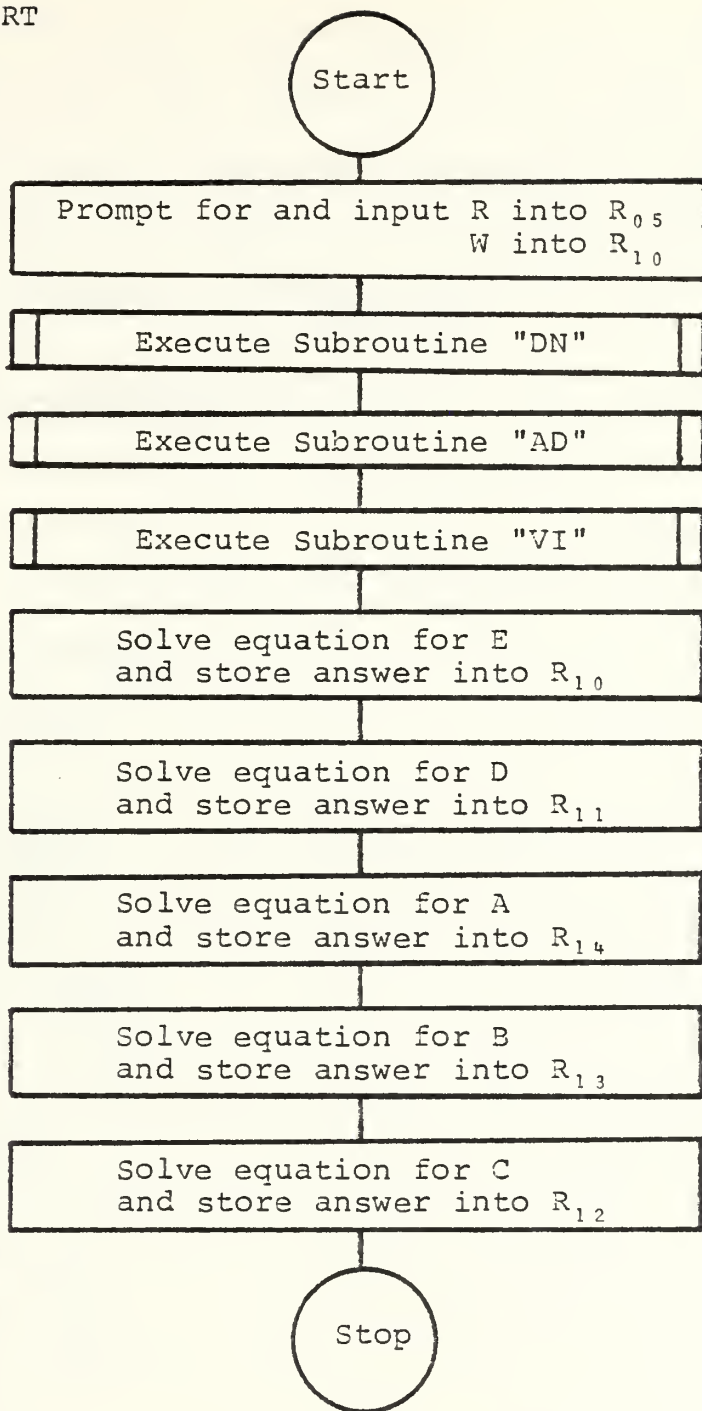 RT
Start
Prompt for and input R into R₀₅
W into R₁₀
Execute Subroutine "DN"
Execute Subroutine "AD"
Execute Subroutine "VI"
Solve equation for E
and store answer into R₁₀
Solve equation for D
and store answer into R₁₁
Solve equation for A
and store answer into R₁₄
Solve equation for B
and store answer into R₁₃
Solve equation for C
and store answer into R₁₂
Stop